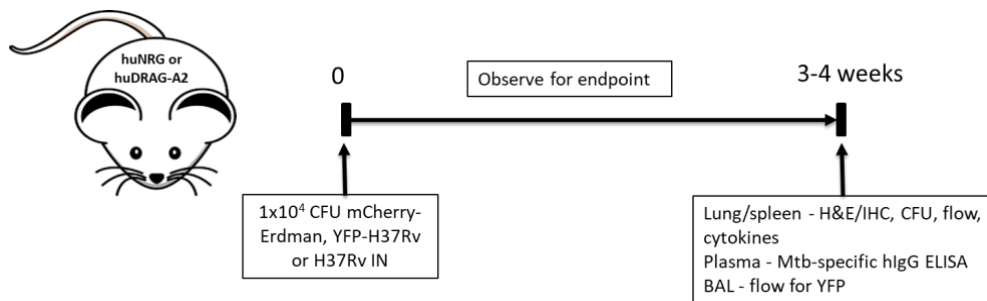 huNRG or
huDRAG-A2
0
Observe for endpoint
3-4 weeks
1x10⁴ CFU mCherry-
Erdman, YFP-H37Rv
or H37Rv IN
Lung/spleen - H&E/IHC, CFU, flow,
cytokines
Plasma - Mtb-specific hIgG ELISA
BAL - flow for YFP